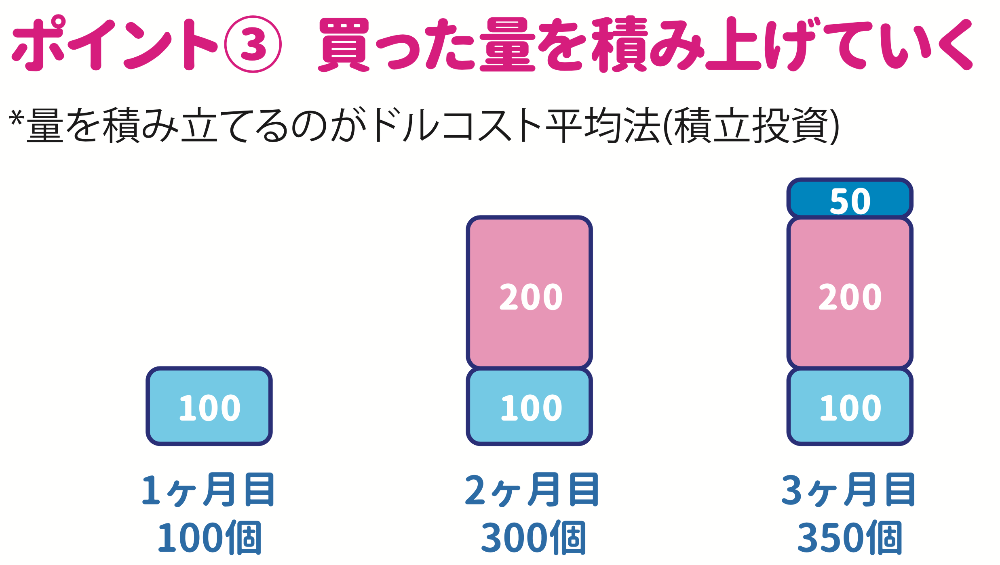 ポイント③ 買った量を積み上げていく
*量を積み立てるのがドルコスト平均法(積立投資)
50
200 200
100 100 100
1ヶ月目 2ヶ月目 3ヶ月目
100個 300個 350個